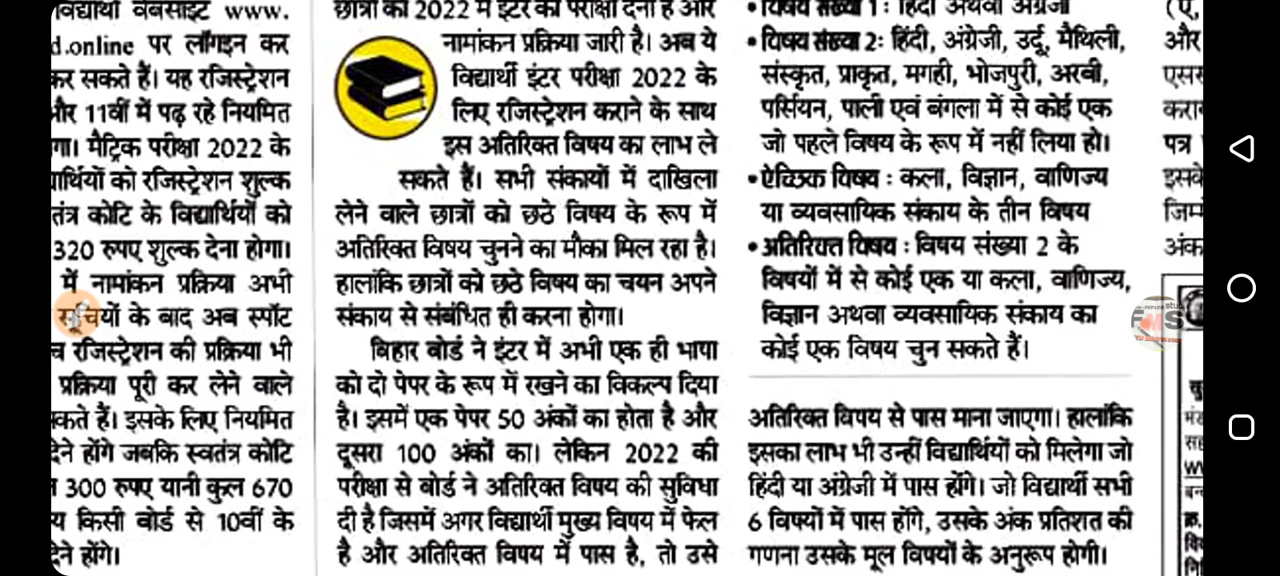 विद्यार्थी वेबसाइट www.
d.online पर लॉगइन कर
कर सकते हैं। यह रजिस्ट्रेशन
और 11वीं में पढ़ रहे नियमित
गा। मैट्रिक परीक्षा 2022 के
र्थियों को रजिस्ट्रेशन शुल्क
तंत्र कोटि के विद्यार्थियों को
320 रुपए शुल्क देना होगा।
में नामांकन प्रक्रिया अभी
सूचियों के बाद अब स्पॉट
च रजिस्ट्रेशन की प्रक्रिया भी
प्रक्रिया पूरी कर लेने वाले
कते हैं। इसके लिए नियमित
देने होंगे जबकि स्वतंत्र कोटि
300 रुपए यानी कुल 670
य किसी बोर्ड से 10वीं के
देने होंगे।
छात्रों को 2022 में इंटर की परीक्षा देनी है और
नामांकन प्रक्रिया जारी है। अब ये
विद्यार्थी इंटर परीक्षा 2022 के
लिए रजिस्ट्रेशन कराने के साथ
इस अतिरिक्त विषय का लाभ ले
सकते हैं। सभी संकायों में दाखिला
लेने वाले छात्रों को छठे विषय के रूप में
अतिरिक्त विषय चुनने का मौका मिल रहा है।
हालांकि छात्रों को छठे विषय का चयन अपने
संकाय से संबंधित ही करना होगा।
बिहार बोर्ड ने इंटर में अभी एक ही भाषा
को दो पेपर के रूप में रखने का विकल्प दिया
है। इसमें एक पेपर 50 अंकों का होता है और
दूसरा 100 अंकों का। लेकिन 2022 की
परीक्षा से बोर्ड ने अतिरिक्त विषय की सुविधा
दी है जिसमें अगर विद्यार्थी मुख्य विषय में फेल
है और अतिरिक्त विषय में पास है, तो उसे
• विषय संख्या 1 : हिंदी अथवा अंग्रेजी
• विषय संख्या 2: हिंदी, अंग्रेजी, उर्दू, मैथिली,
संस्कृत, प्राकृत, मगही, भोजपुरी, अरबी,
पर्सियन, पाली एवं बंगला में से कोई एक
जो पहले विषय के रूप में नहीं लिया हो।
• ऐच्छिक विषय : कला, विज्ञान, वाणिज्य
या व्यवसायिक संकाय के तीन विषय
• अतिरिक्त विषय : विषय संख्या 2 के
विषयों में से कोई एक या कला, वाणिज्य,
विज्ञान अथवा व्यवसायिक संकाय का
कोई एक विषय चुन सकते हैं।
अतिरिक्त विषय से पास माना जाएगा। हालांकि
इसका लाभ भी उन्हीं विद्यार्थियों को मिलेगा जो
हिंदी या अंग्रेजी में पास होंगे। जो विद्यार्थी सभी
6 विषयों में पास होंगे, उसके अंक प्रतिशत की
गणना उसके मूल विषयों के अनुरूप होगी।
और
एसस
करा
पत्र
इसके
जिम्म
अंक
FMS